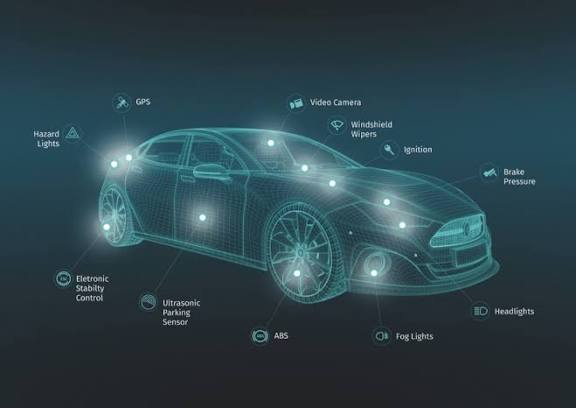 GPS
Video Camera
Windshield
Wipers
Hazard
Lights
Ignition
Brake
Pressure
Eletronic
Stabilty
Control
Ultrasonic
Parking
Sensor
ABS
Fog Lights
Headlights